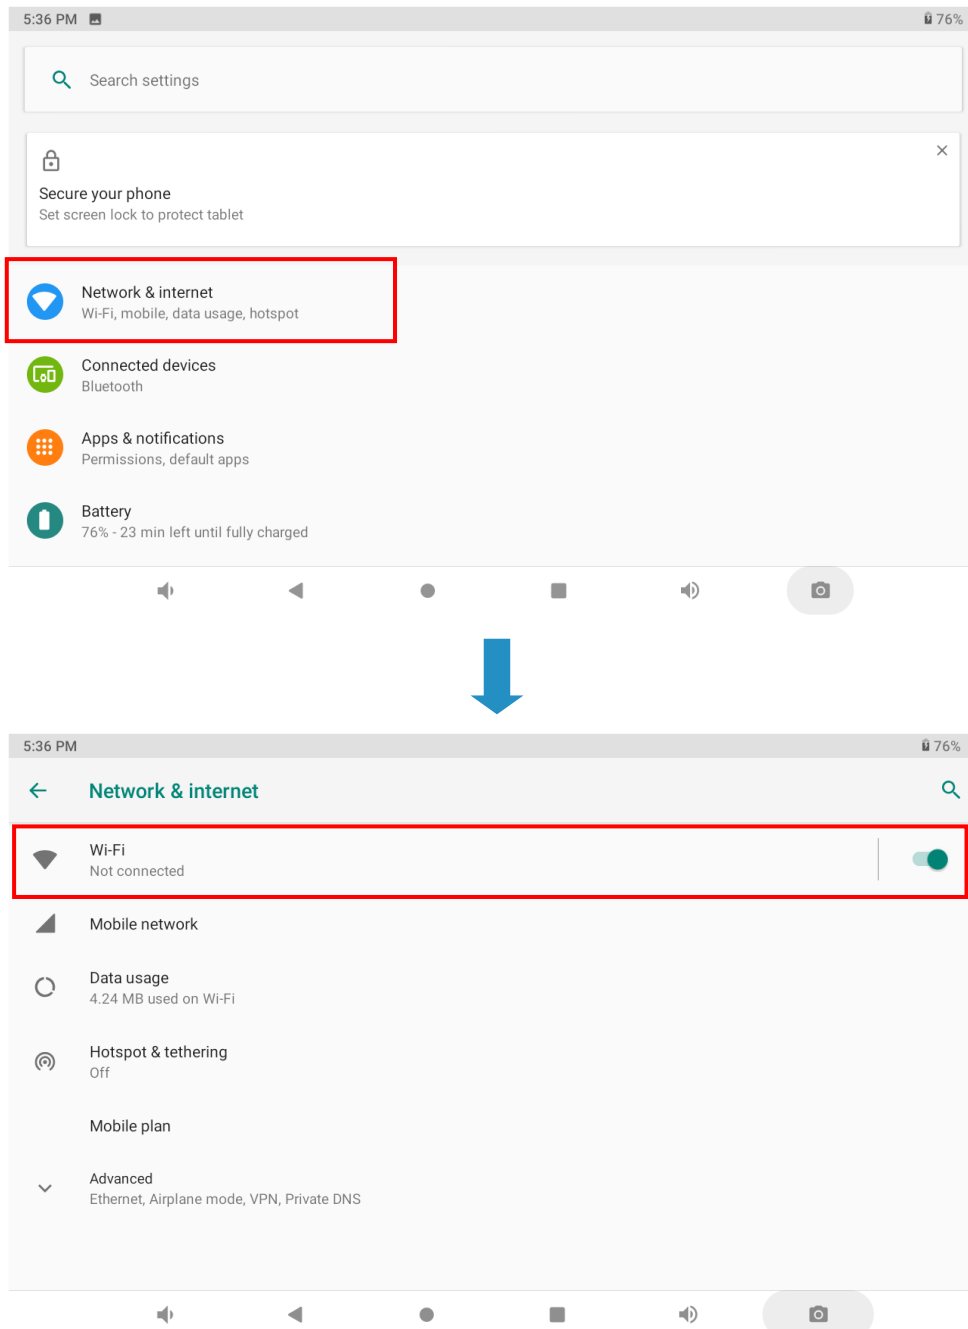 5:36 PM
76%
Search settings
Secure your phone
Set screen lock to protect tablet
Network & internet
Wi-Fi, mobile, data usage, hotspot
Connected devices
Bluetooth
Apps & notifications
Permissions, default apps
Battery
76% - 23 min left until fully charged
5:36 PM
76%
Network & internet
Wi-Fi
Not connected
Mobile network
Data usage
4.24 MB used on Wi-Fi
Hotspot & tethering
Off
Mobile plan
Advanced
Ethernet, Airplane mode, VPN, Private DNS